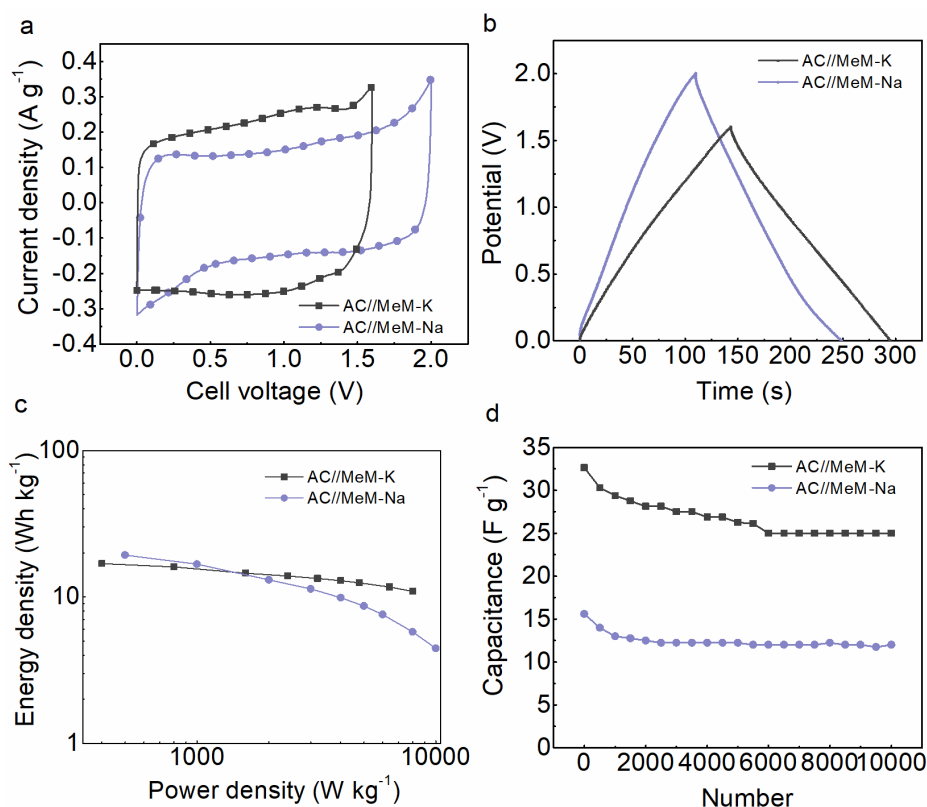 a
Current density (A g⁻¹)
0.4
0.3
0.2
0.1
0.0
-0.1
-0.2
-0.3
-0.4
0.0 0.5 1.0 1.5 2.0
Cell voltage (V)
AC//MeM-K
AC//MeM-Na
b
Potential (V)
2.0
1.5
1.0
0.5
0.0
0 50 100 150 200 250 300
Time (s)
AC//MeM-K
AC//MeM-Na
c
Energy density (Wh kg⁻¹)
100
10
1
1000 10000
Power density (W kg⁻¹)
AC//MeM-K
AC//MeM-Na
d
Capacitance (F g⁻¹)
35
30
25
20
15
10
5
0
0 2000 4000 6000 8000 10000
Number
AC//MeM-K
AC//MeM-Na